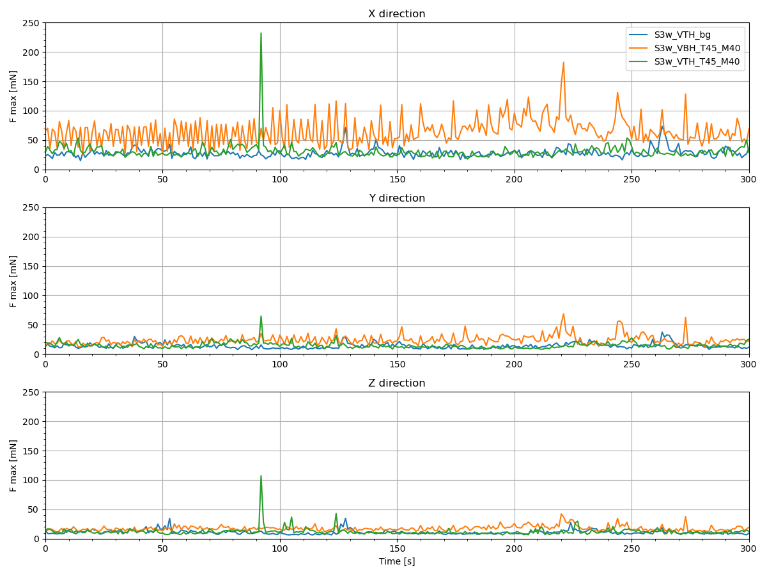 X direction
F max [mN]
250
200
150
100
50
0
0 50 100 150 200 250 300
S3w_VTH_bg
S3w_VBH_T45_M40
S3w_VTH_T45_M40
Y direction
F max [mN]
250
200
150
100
50
0
0 50 100 150 200 250 300
Z direction
F max [mN]
250
200
150
100
50
0
0 50 100 150 200 250 300
Time [s]